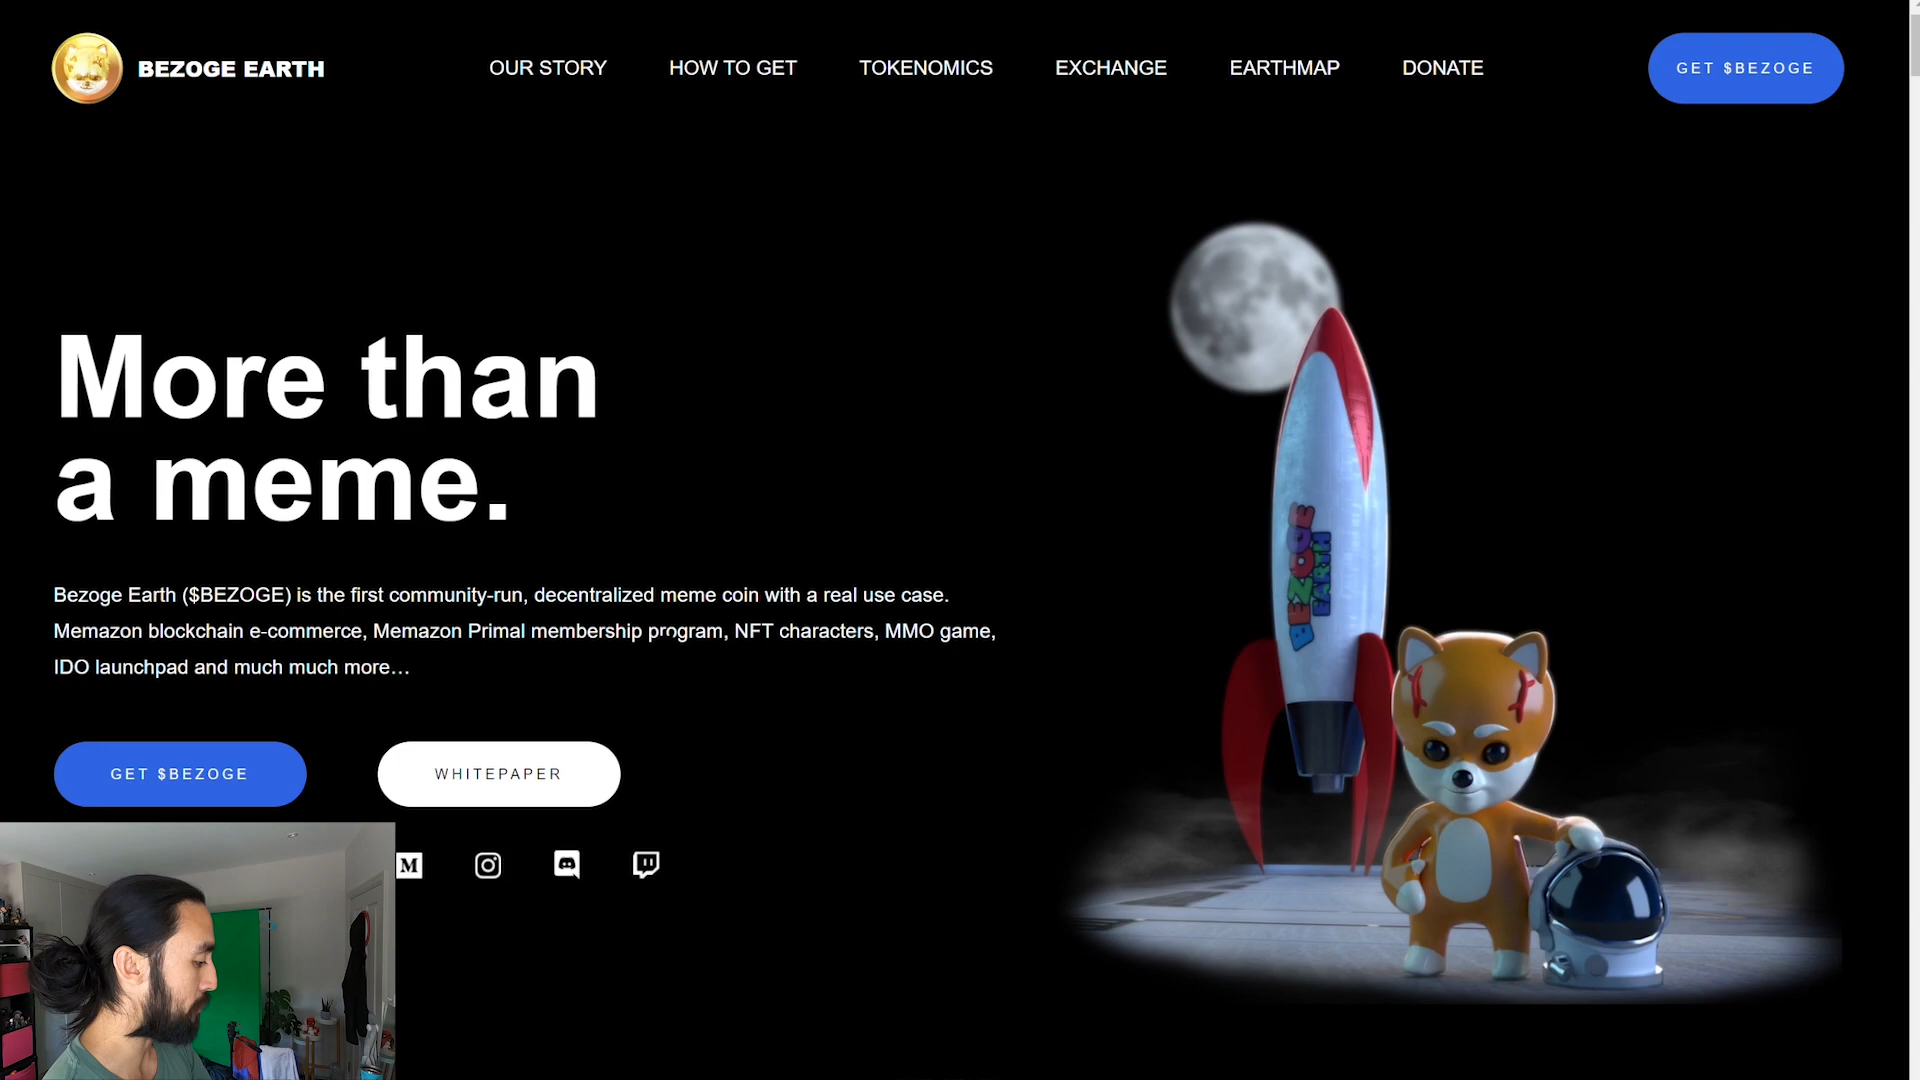 BEZOGE EARTH
OUR STORY
HOW TO GET
TOKENOMICS
EXCHANGE
EARTHMAP
DONATE
GET $BEZOGE
More than
a meme.
BEZOGE
EARTH
Bezoge Earth ($BEZOGE) is the first community-run, decentralized meme coin with a real use case.
Memazon blockchain e-commerce, Memazon Primal membership program, NFT characters, MMO game,
IDO launchpad and much much more…
GET $BEZOGE
WHITEPAPER
M